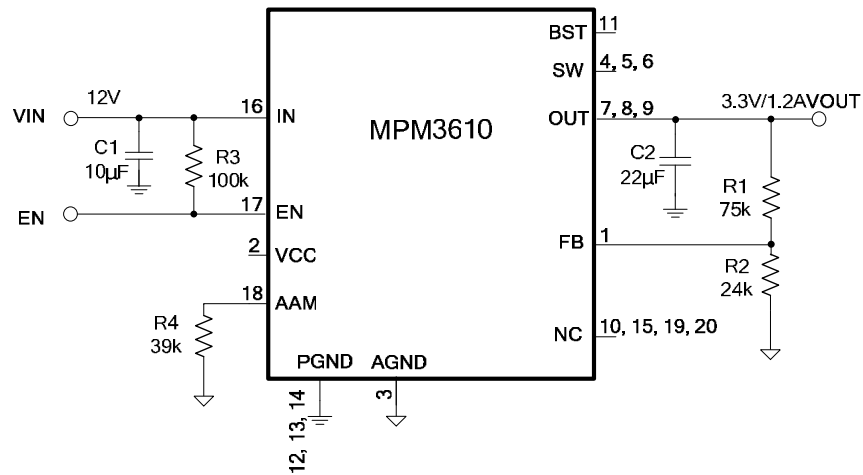 BST 11
SW 4, 5, 6
VIN 12V 16 IN MPM3610 OUT 7, 8, 9 3.3V/1.2AVOUT
C1
10µF
R3
100k
C2
22µF
R1
75k
EN 17 EN
FB 1
2 VCC
R2
24k
18 AAM
R4
39k
NC 10, 15, 19, 20
PGND AGND
12, 13, 14
3